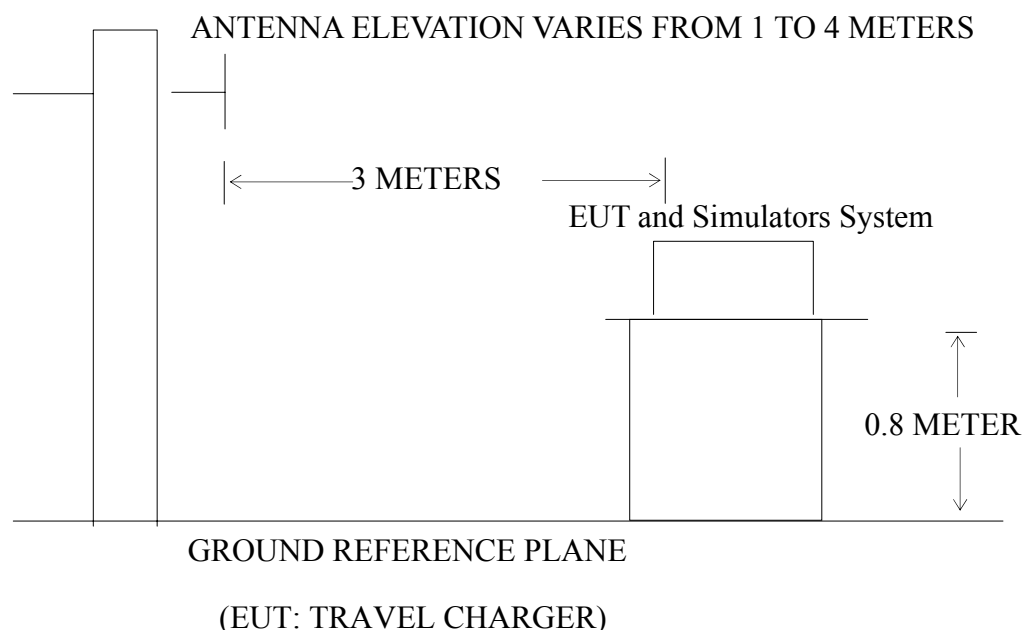 ANTENNA ELEVATION VARIES FROM 1 TO 4 METERS
3 METERS
EUT and Simulators System
0.8 METER
GROUND REFERENCE PLANE
(EUT: TRAVEL CHARGER)